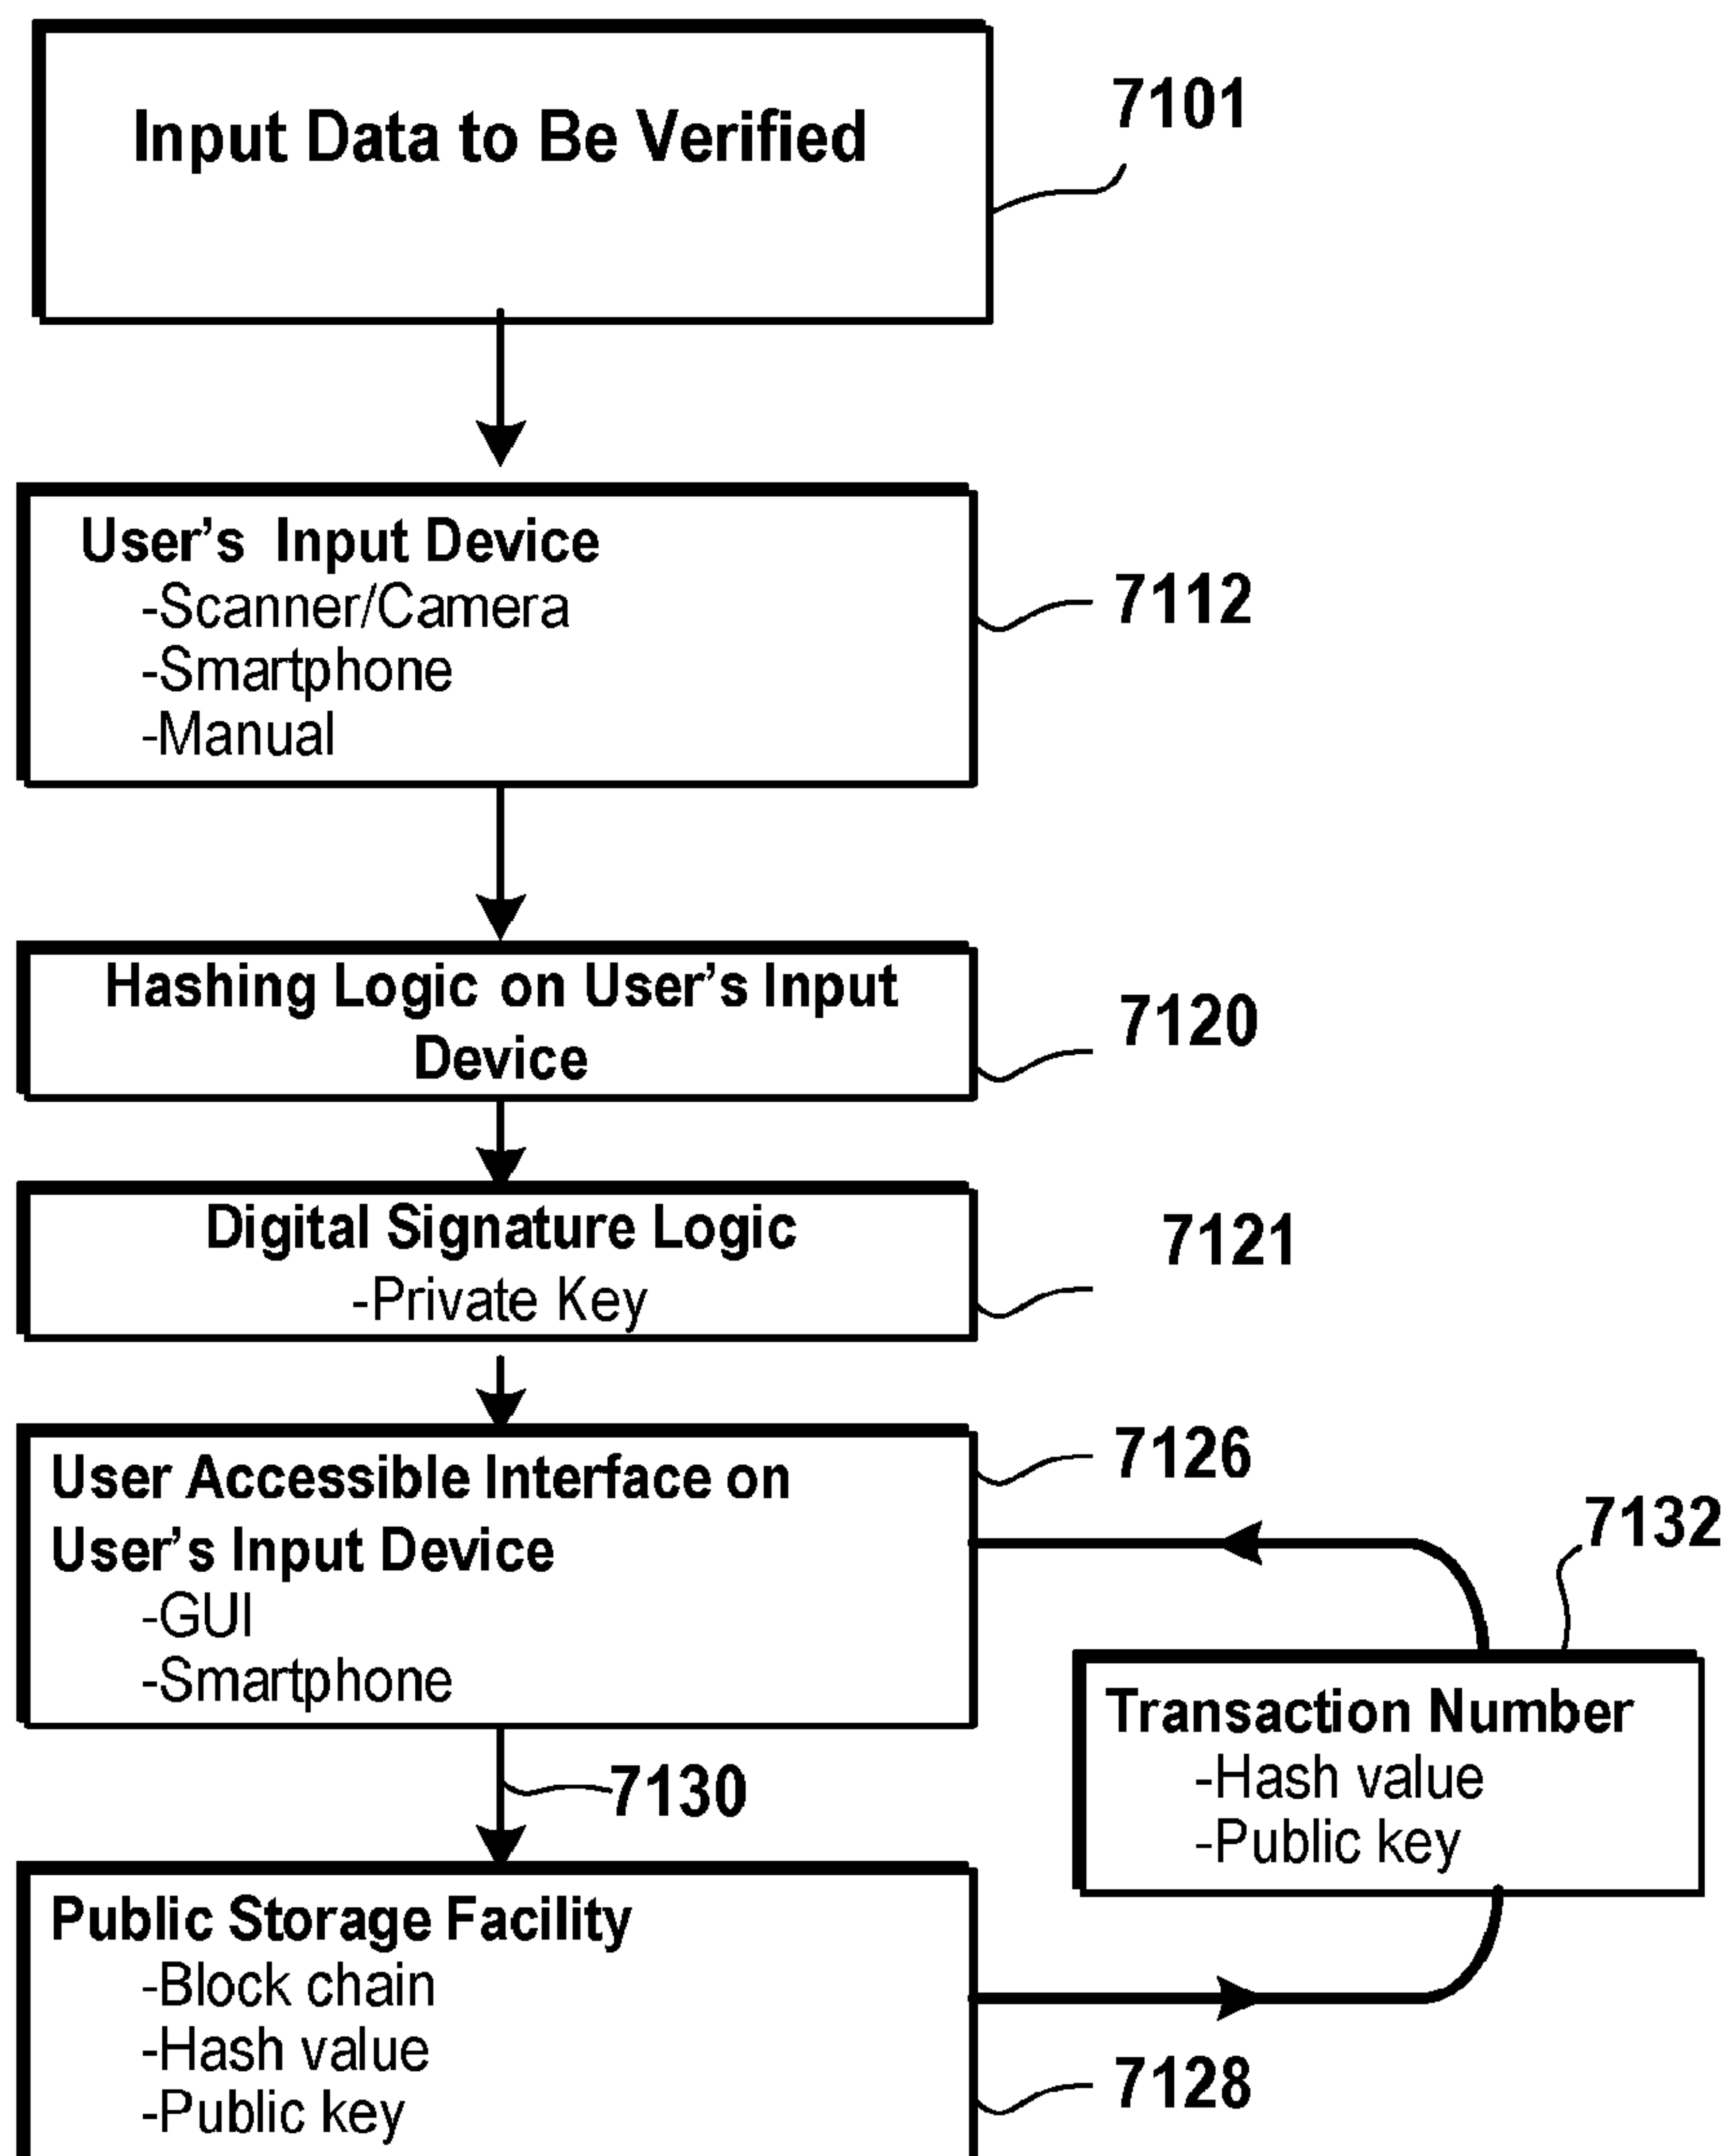 Input Data to Be Verified
7101
User's Input Device
-Scanner/Camera
-Smartphone
-Manual
7112
Hashing Logic on User's Input
Device
7120
Digital Signature Logic
-Private Key
7121
User Accessible Interface on
User's Input Device
-GUI
-Smartphone
7126
7132
Transaction Number
-Hash value
-Public key
7130
Public Storage Facility
-Block chain
-Hash value
-Public key
7128